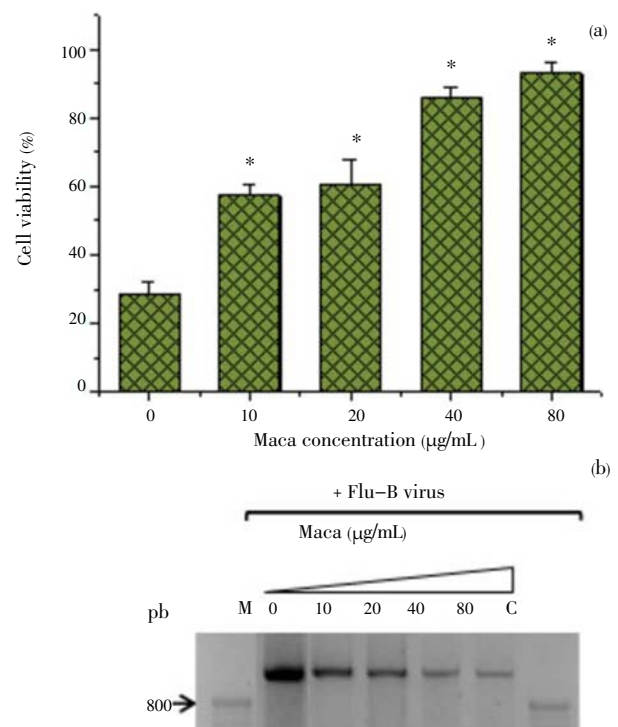 (a)
100
80
60
40
20
0
Cell viability (%)
*
*
*
*
0 10 20 40 80
Maca concentration (µg/mL )
(b)
+ Flu–B virus
Maca (µg/mL)
pb M 0 10 20 40 80 C
800